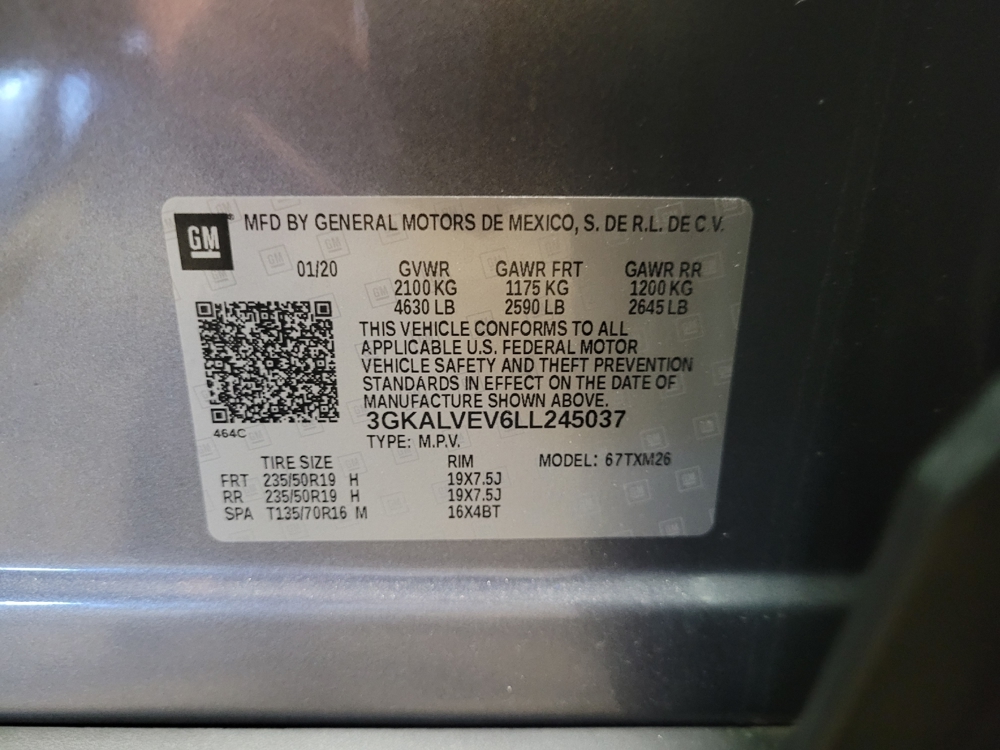 GM ® MFD BY GENERAL MOTORS DE MEXICO, S. DE R.L. DE C.V.
01/20 GVWR GAWR FRT GAWR RR
2100 KG 1175 KG 1200 KG
4630 LB 2590 LB 2645 LB
THIS VEHICLE CONFORMS TO ALL
APPLICABLE U.S. FEDERAL MOTOR
VEHICLE SAFETY AND THEFT PREVENTION
STANDARDS IN EFFECT ON THE DATE OF
MANUFACTURE SHOWN ABOVE.
464C 3GKALVEV6LL245037
TYPE: M.P.V.
TIRE SIZE RIM MODEL: 67TXM26
FRT 235/50R19 H 19X7.5J
RR 235/50R19 H 19X7.5J
SPA T135/70R16 M 16X4BT